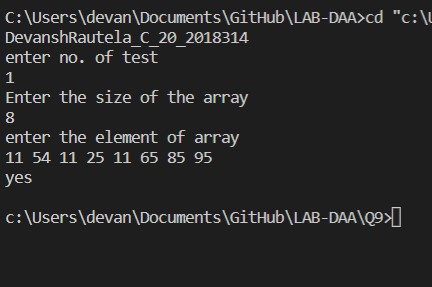 C:\Users\devan\Documents\GitHub\LAB-DAA>cd "c:\U
DevanshRautela_C_20_2018314
enter no. of test
1
Enter the size of the array
8
enter the element of array
11 54 11 25 11 65 85 95
yes
c:\Users\devan\Documents\GitHub\LAB-DAA\Q9>